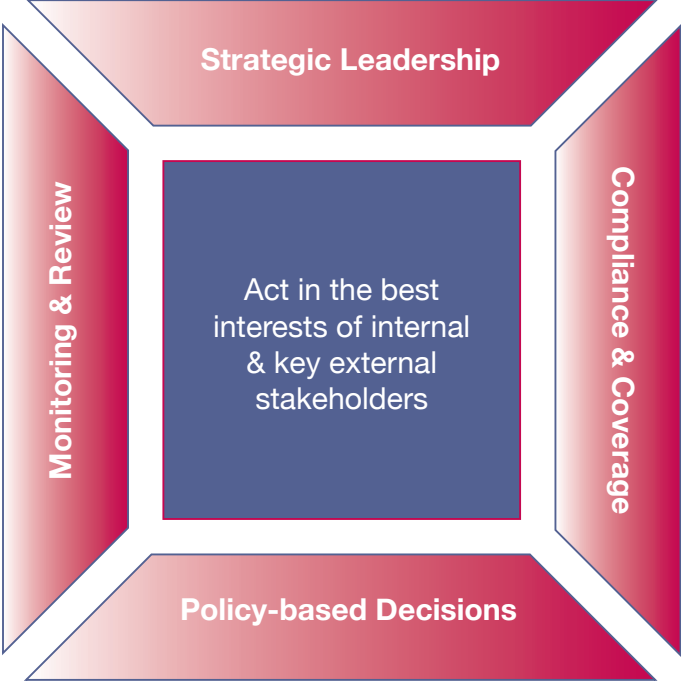 Strategic Leadership
Monitoring & Review
Act in the best
interests of internal
& key external
stakeholders
Compliance & Coverage
Policy-based Decisions